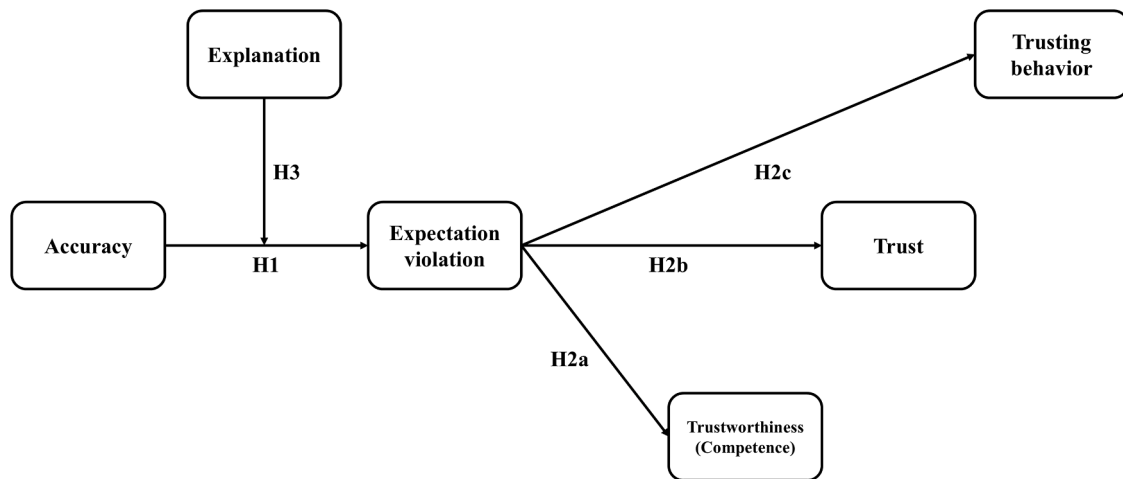 Explanation
Trusting
behavior
H3
H2c
Accuracy
H1
Expectation
violation
H2b
Trust
H2a
Trustworthiness
(Competence)